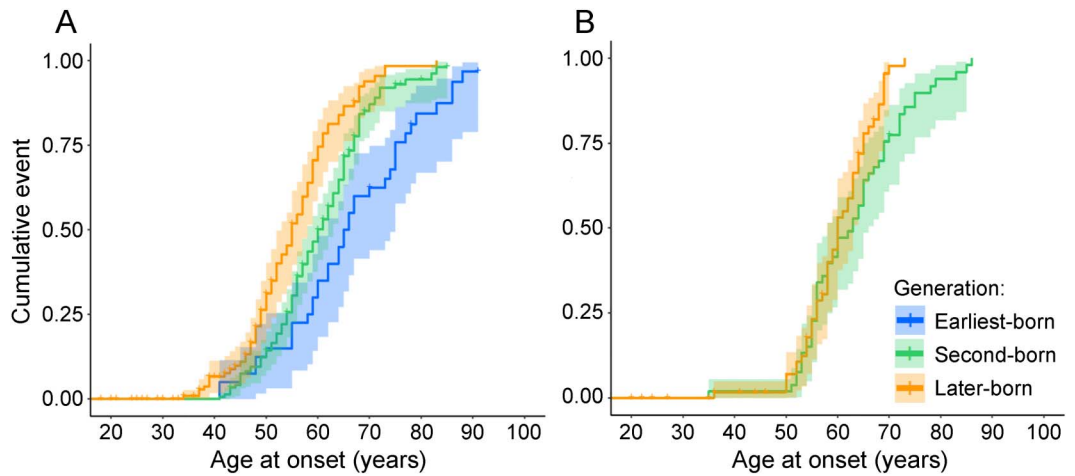 A
B
1.00
0.75
0.50
0.25
0.00
Cumulative event
20 30 40 50 60 70 80 90 100
Age at onset (years)
1.00
0.75
0.50
0.25
0.00
20 30 40 50 60 70 80 90 100
Age at onset (years)
Generation:
Earliest-born
Second-born
Later-born